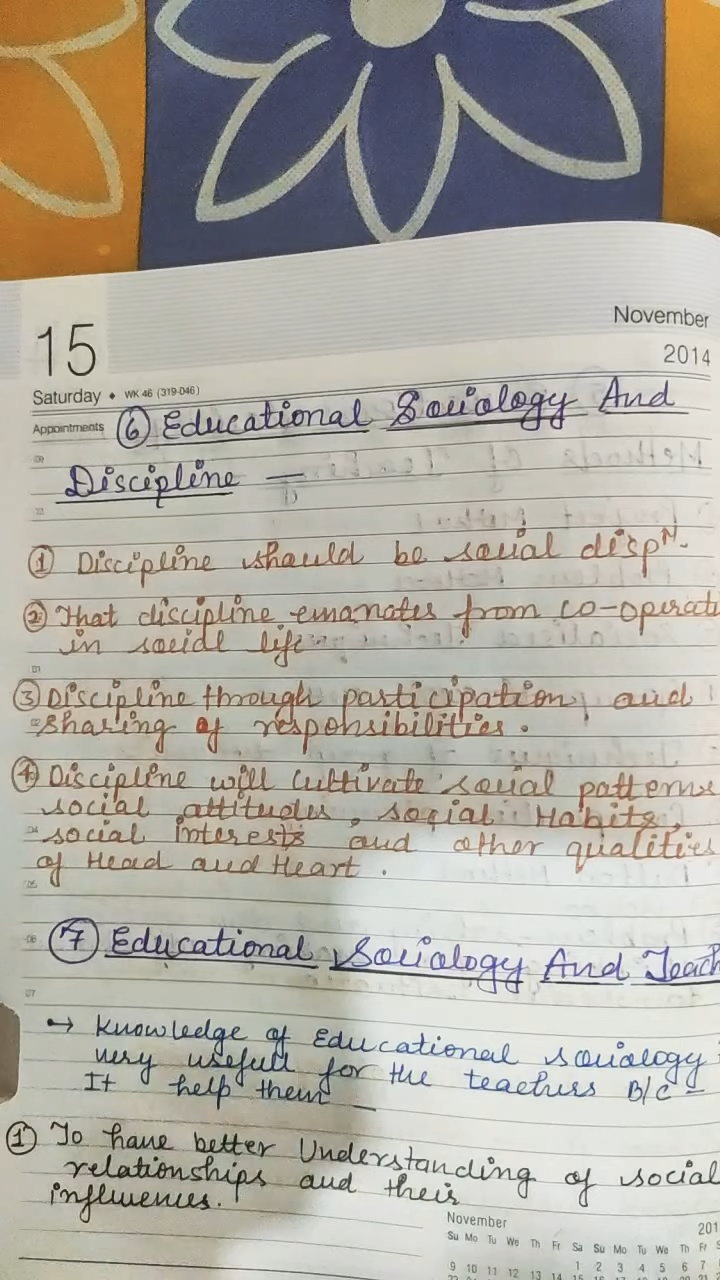 November
15
2014
Saturday ♦ WK 46 (319-046)
Appointments
⑥ Educational Sociology And
Discipline —
① Discipline should be social discpᴺ.
② That discipline emanates from co-operati
in social life
③ Discipline through participation, and
sharing of responsibilities.
④ Discipline will cultivate social patterns
social attitudes, social Habits,
social interests and other qualities
of Head and Heart.
⑦ Educational Sociology And Teach
→ Knowledge of Educational sociology
very usefull for the teachers B/c –
It help them —
① To have better Understanding of social
relationships and their
influences.
November 201
Su Mo Tu We Th Fr Sa Su Mo Tu We Th Fr S
1 2 3 4 5 6 7
9 10 11 12 13 14